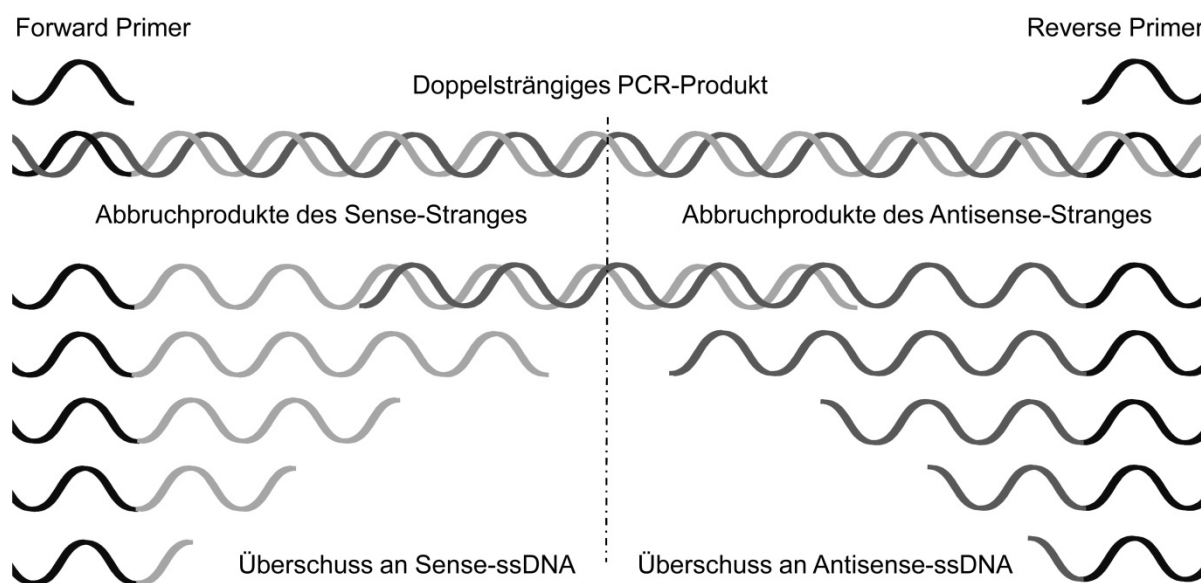 Forward Primer
Reverse Primer
Doppelsträngiges PCR-Produkt
Abbruchprodukte des Sense-Stranges
Abbruchprodukte des Antisense-Stranges
Überschuss an Sense-ssDNA
Überschuss an Antisense-ssDNA